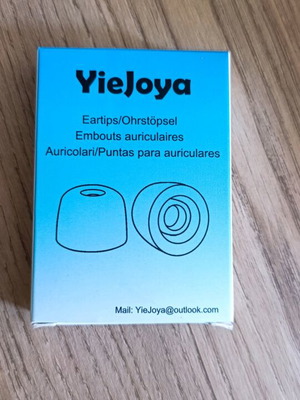 YieJoya
Eartips/Ohrstöpsel
Embouts auriculaires
Auricolari/Puntas para auriculares
Mail: YieJoya@outlook.com